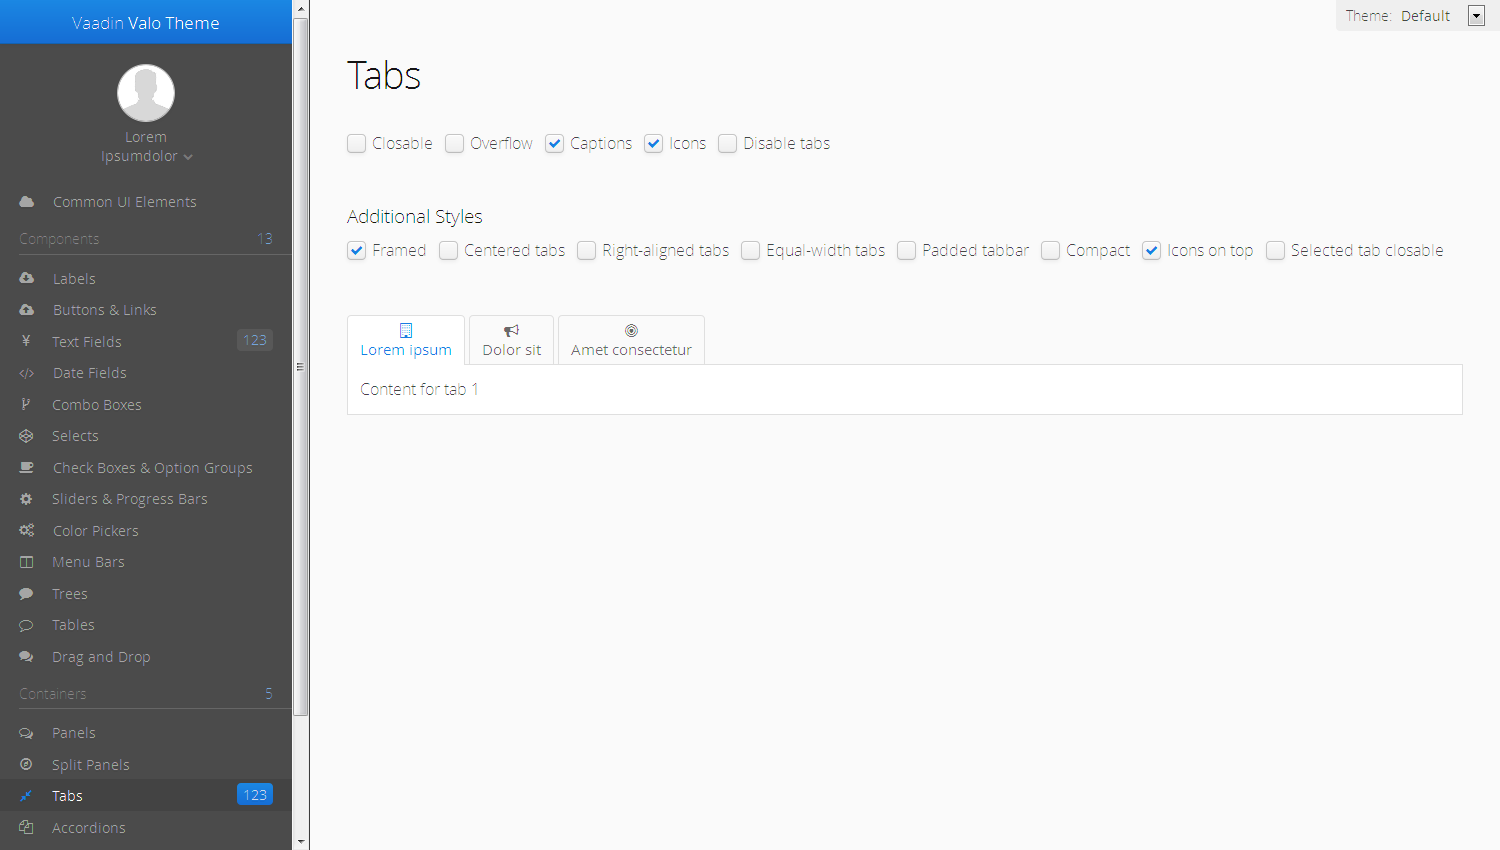 Vaadin Valo Theme
Lorem
Ipsumdolor
Common UI Elements
Components 13
Labels
Buttons & Links
Text Fields 123
Date Fields
Combo Boxes
Selects
Check Boxes & Option Groups
Sliders & Progress Bars
Color Pickers
Menu Bars
Trees
Tables
Drag and Drop
Containers 5
Panels
Split Panels
Tabs 123
Accordions
Theme: Default
Tabs
Closable Overflow Captions Icons Disable tabs
Additional Styles
Framed Centered tabs Right-aligned tabs Equal-width tabs Padded tabbar Compact Icons on top Selected tab closable
Lorem ipsum Dolor sit Amet consectetur
Content for tab 1